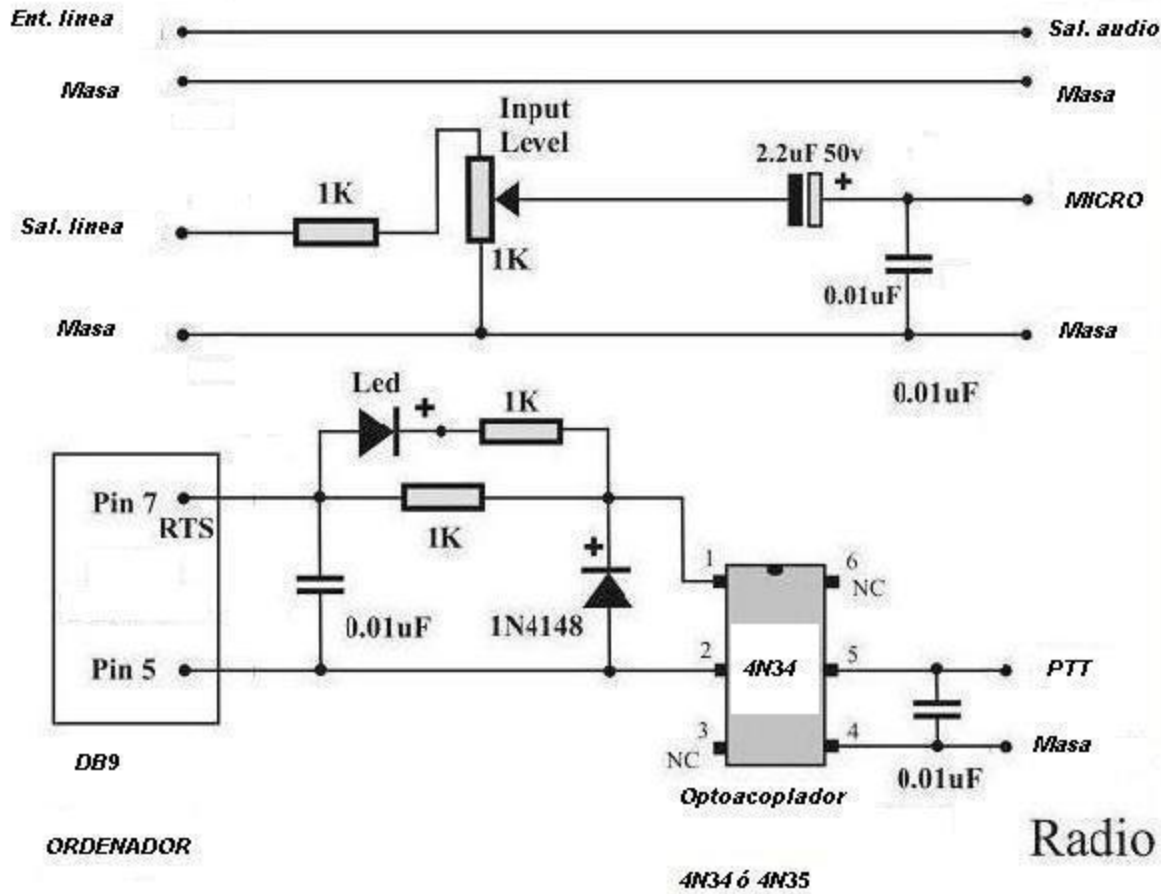 Ent. linea
Sal. audio
Masa
Masa
Input
Level
2.2uF 50v
+
1K
MICRO
Sal. linea
1K
0.01uF
Masa
Masa
0.01uF
Led
+
1K
Pin 7
RTS
1K
+
1
6
NC
0.01uF
1N4148
Pin 5
2
4N34
5
PTT
3
NC
4
Masa
DB9
0.01uF
Optoacoplador
ORDENADOR
Radio
4N34 ó 4N35